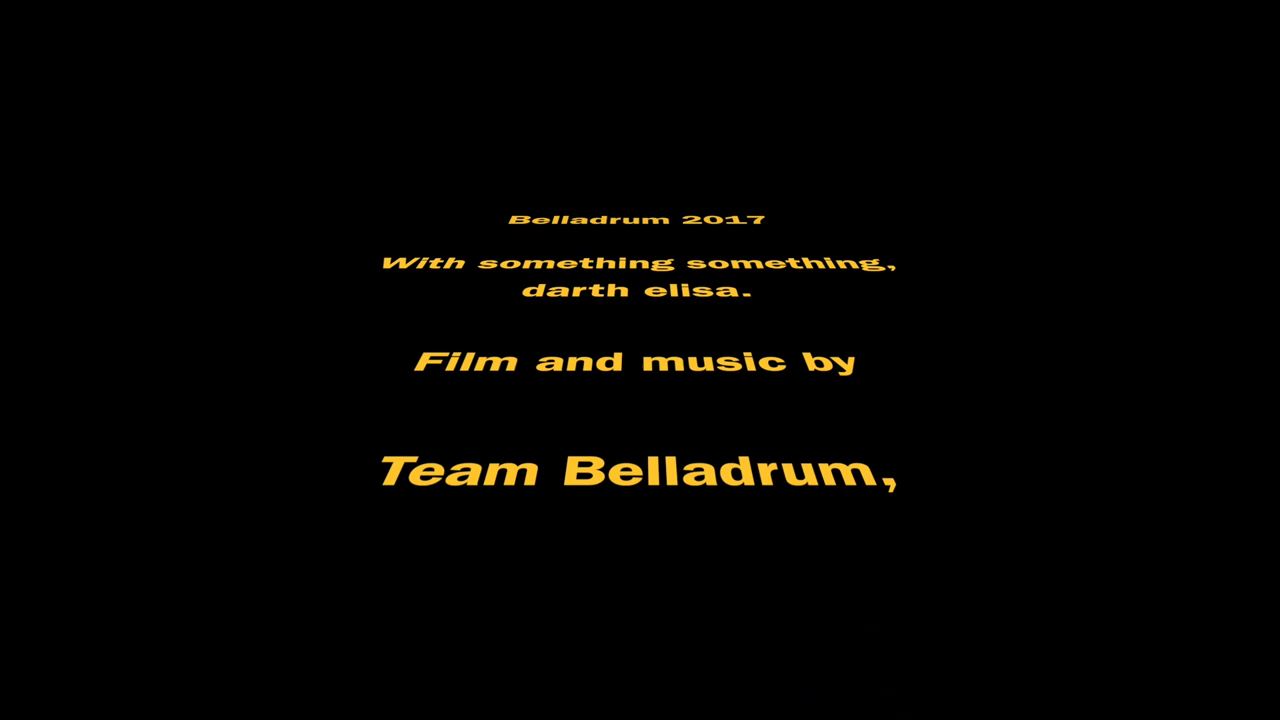 Belladrum 2017
With something something,
darth elisa.
Film and music by
Team Belladrum,